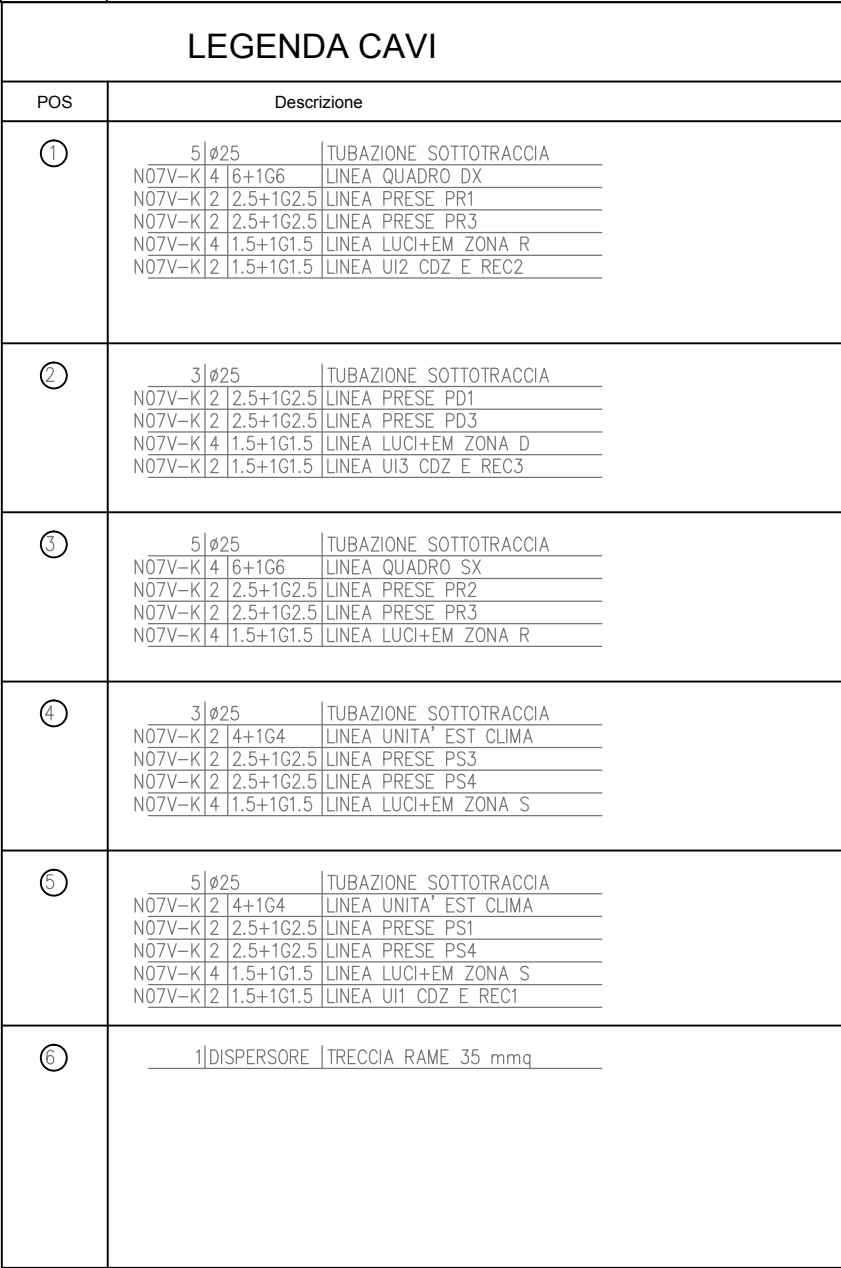 LEGENDA CAVI
POS Descrizione
1
5 ø25 TUBAZIONE SOTTOTRACCIA
N07V-K 4 6+1G6 LINEA QUADRO DX
N07V-K 2 2.5+1G2.5 LINEA PRESE PR1
N07V-K 2 2.5+1G2.5 LINEA PRESE PR3
N07V-K 4 1.5+1G1.5 LINEA LUCI+EM ZONA R
N07V-K 2 1.5+1G1.5 LINEA UI2 CDZ E REC2
2
3 ø25 TUBAZIONE SOTTOTRACCIA
N07V-K 2 2.5+1G2.5 LINEA PRESE PD1
N07V-K 2 2.5+1G2.5 LINEA PRESE PD3
N07V-K 4 1.5+1G1.5 LINEA LUCI+EM ZONA D
N07V-K 2 1.5+1G1.5 LINEA UI3 CDZ E REC3
3
5 ø25 TUBAZIONE SOTTOTRACCIA
N07V-K 4 6+1G6 LINEA QUADRO SX
N07V-K 2 2.5+1G2.5 LINEA PRESE PR2
N07V-K 2 2.5+1G2.5 LINEA PRESE PR3
N07V-K 4 1.5+1G1.5 LINEA LUCI+EM ZONA R
4
3 ø25 TUBAZIONE SOTTOTRACCIA
N07V-K 2 4+1G4 LINEA UNITA' EST CLIMA
N07V-K 2 2.5+1G2.5 LINEA PRESE PS3
N07V-K 2 2.5+1G2.5 LINEA PRESE PS4
N07V-K 4 1.5+1G1.5 LINEA LUCI+EM ZONA S
5
5 ø25 TUBAZIONE SOTTOTRACCIA
N07V-K 2 4+1G4 LINEA UNITA' EST CLIMA
N07V-K 2 2.5+1G2.5 LINEA PRESE PS1
N07V-K 2 2.5+1G2.5 LINEA PRESE PS4
N07V-K 4 1.5+1G1.5 LINEA LUCI+EM ZONA S
N07V-K 2 1.5+1G1.5 LINEA UI1 CDZ E REC1
6
1 DISPERSORE TRECCIA RAME 35 mmq